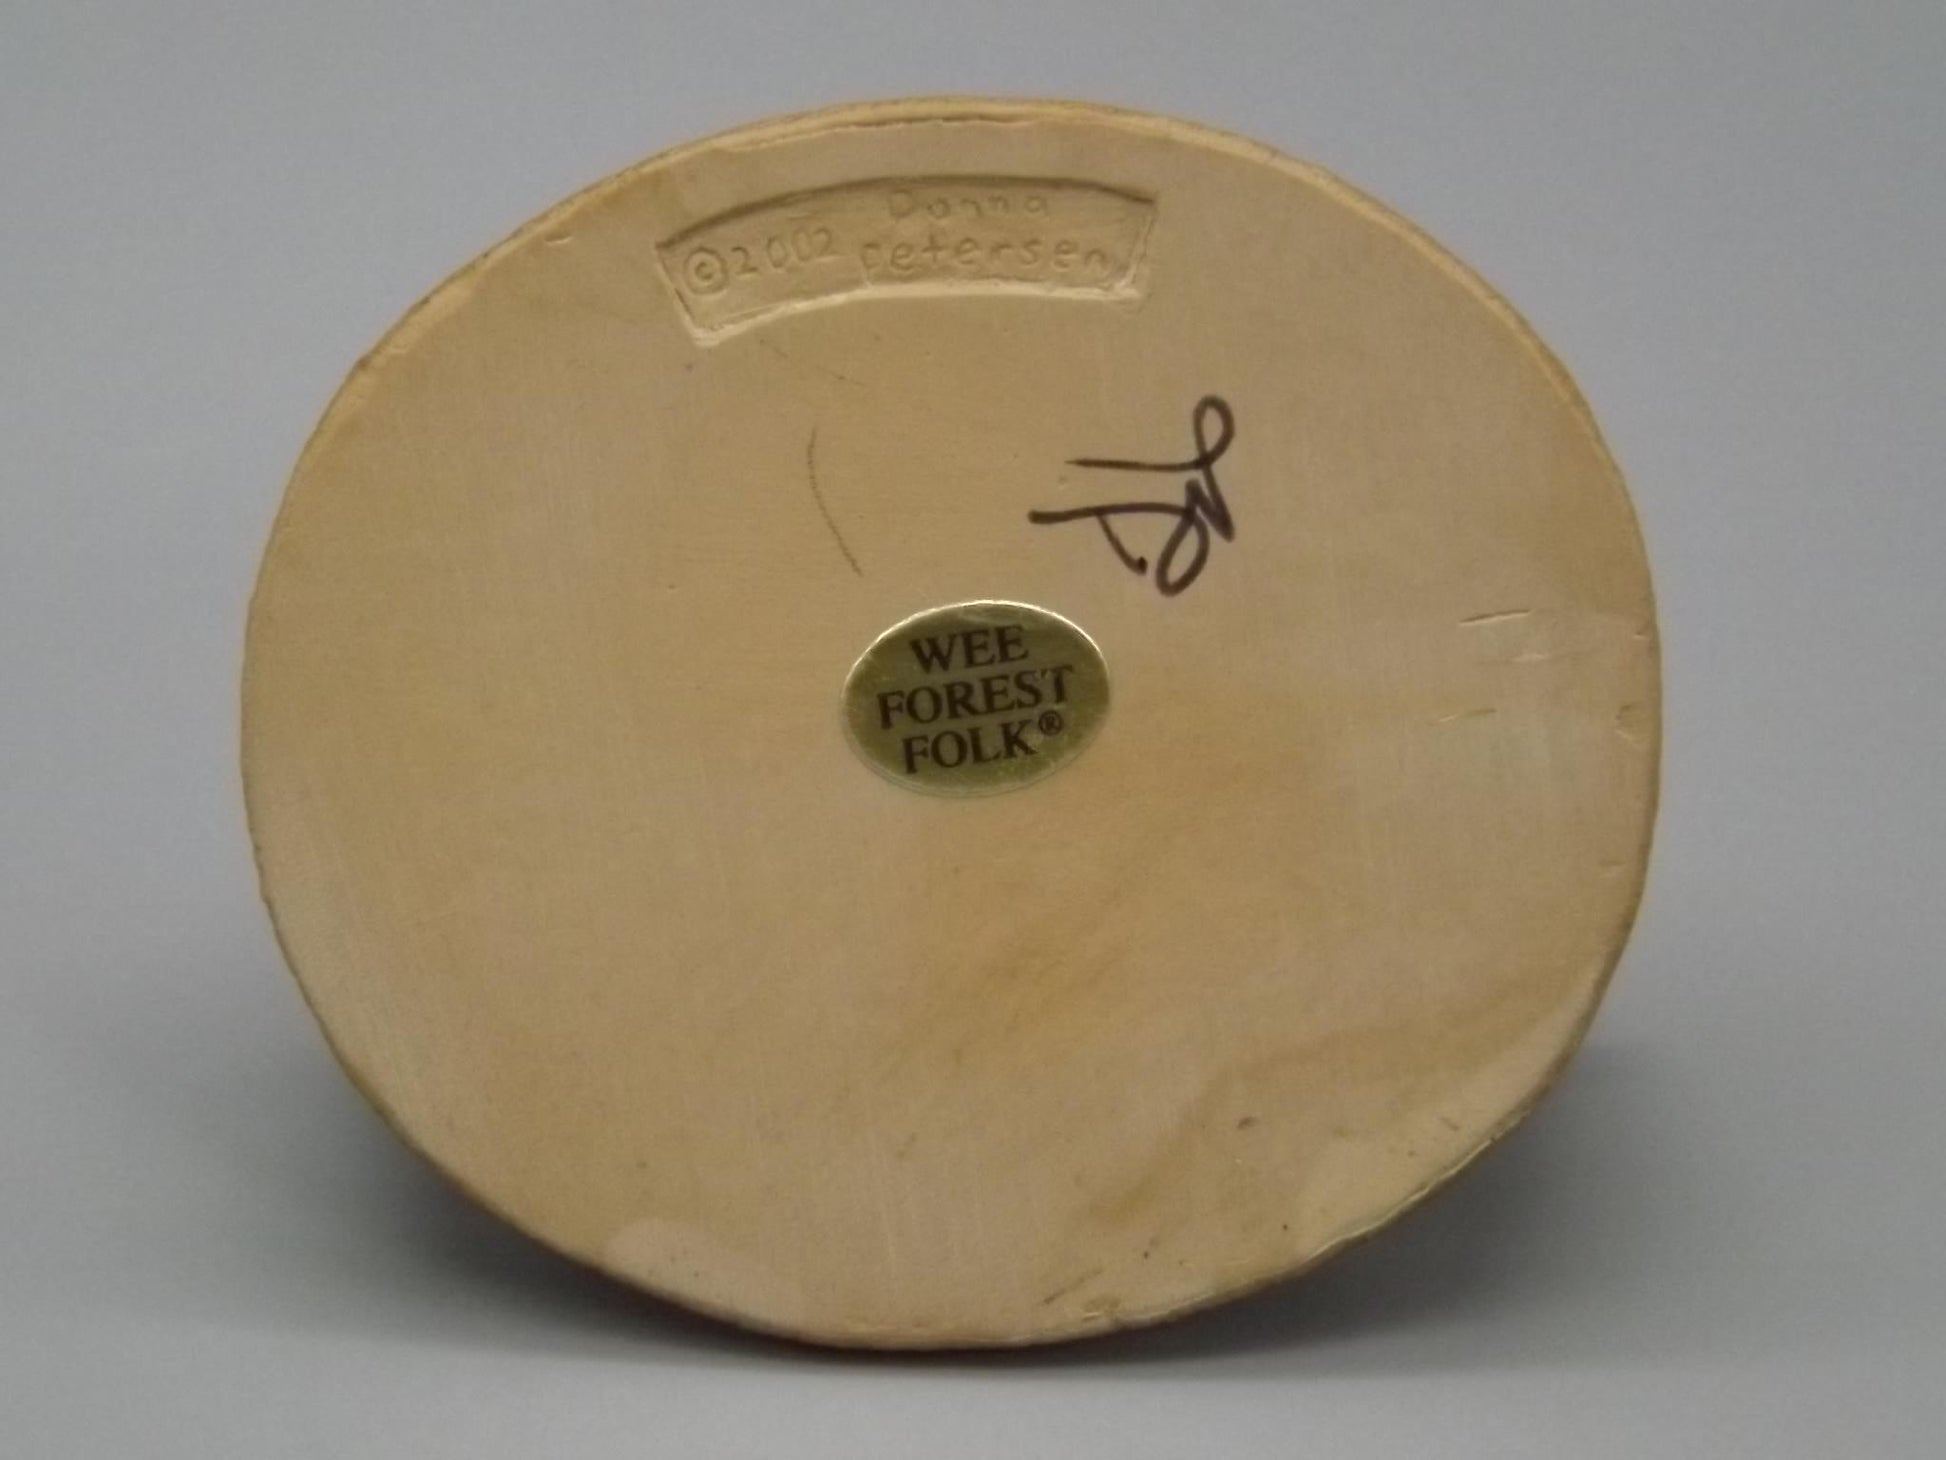 Donna
©2002 Petersen
WEE
FOREST
FOLK®